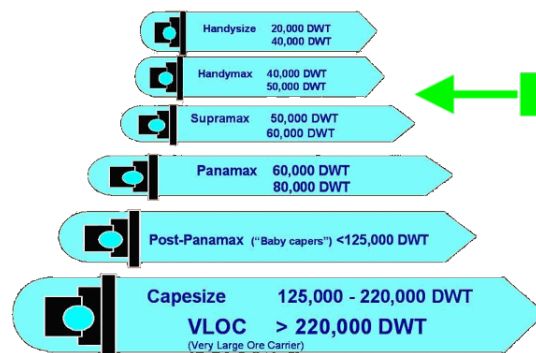 Handysize 20,000 DWT
40,000 DWT
Handymax 40,000 DWT
50,000 DWT
Supramax 50,000 DWT
60,000 DWT
Panamax 60,000 DWT
80,000 DWT
Post-Panamax ("Baby capers") <125,000 DWT
Capesize 125,000 - 220,000 DWT
VLOC > 220,000 DWT
(Very Large Ore Carrier)